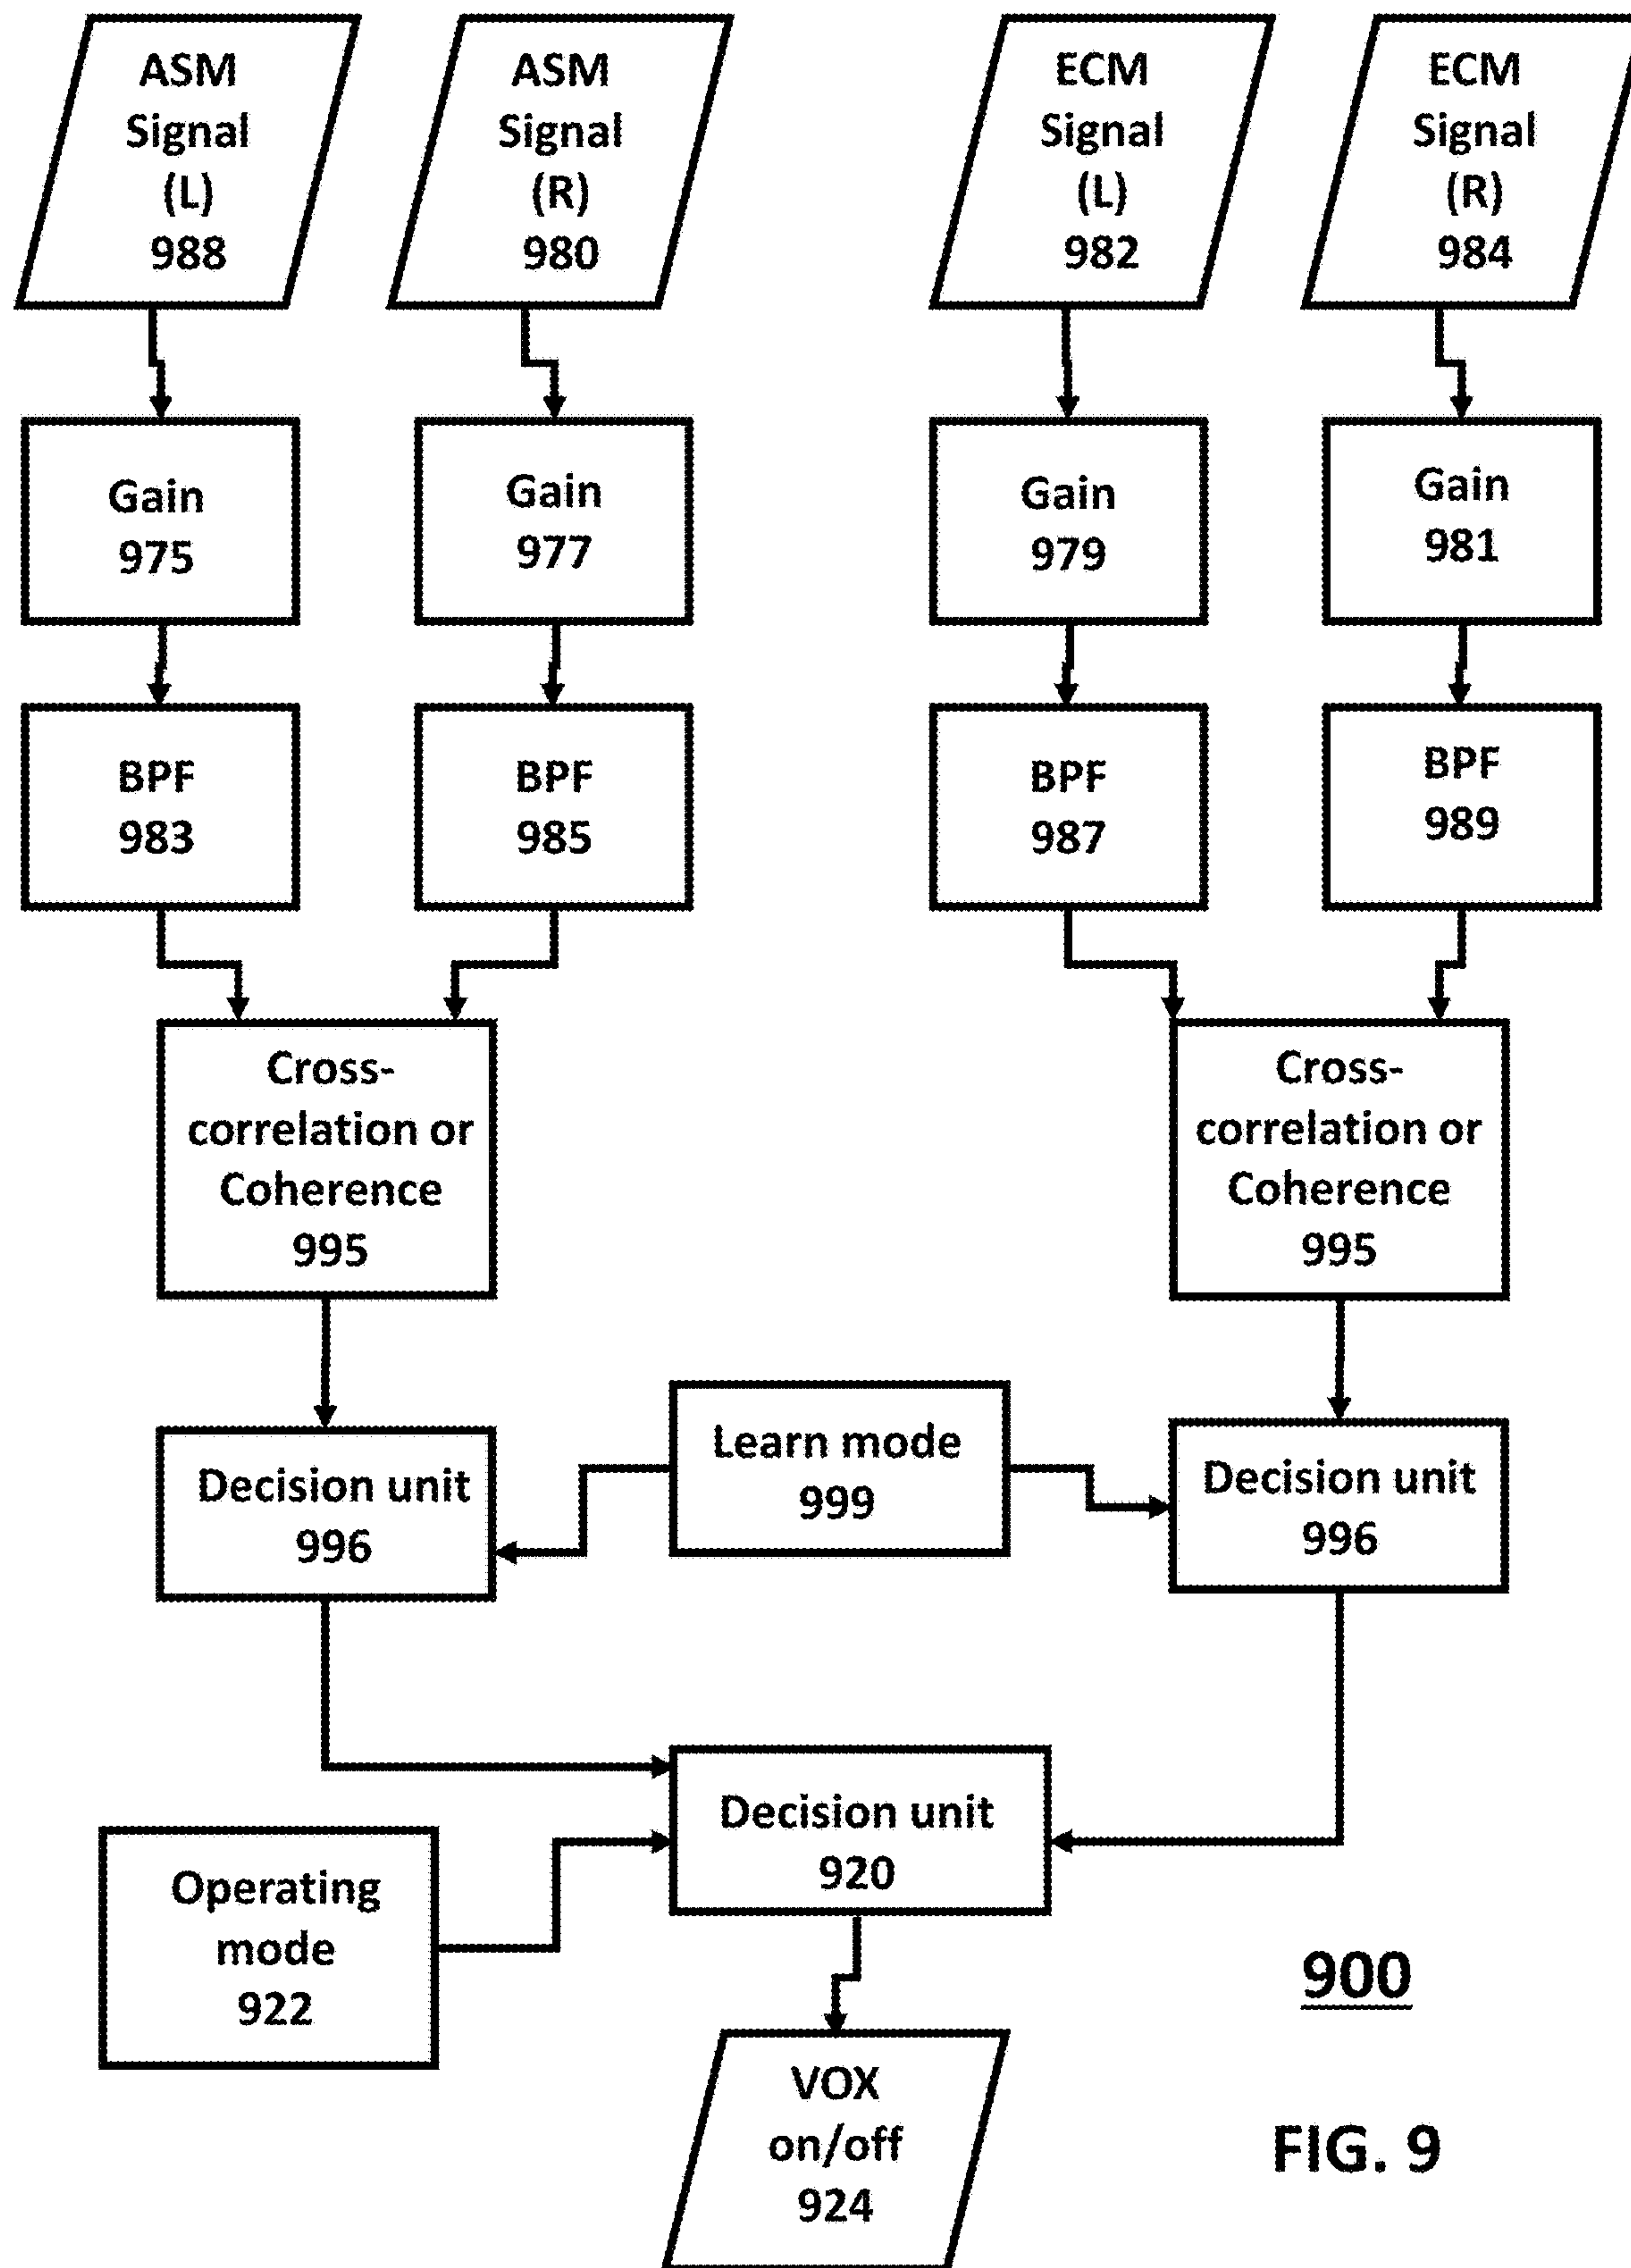 ASM
Signal
(L)
988
ASM
Signal
(R)
980
ECM
Signal
(L)
982
ECM
Signal
(R)
984
Gain
975
Gain
977
Gain
979
Gain
981
BPF
983
BPF
985
BPF
987
BPF
989
Cross-
correlation or
Coherence
995
Cross-
correlation or
Coherence
995
Decision unit
996
Learn mode
999
Decision unit
996
Decision unit
920
Operating
mode
922
900
VOX
on/off
924
FIG. 9